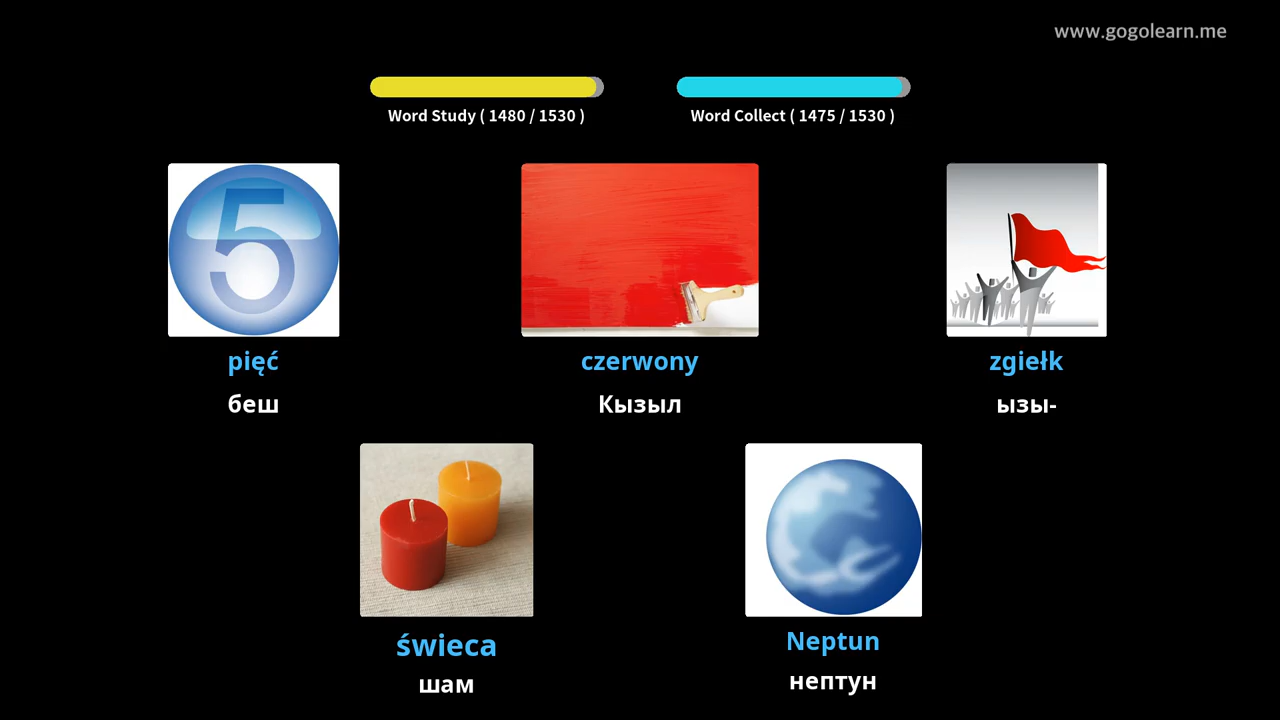 www.gogolearn.me
Word Study ( 1480 / 1530 )
Word Collect ( 1475 / 1530 )
5
pięć
беш
czerwony
Кызыл
zgiełk
ызы-
świeca
шам
Neptun
нептун